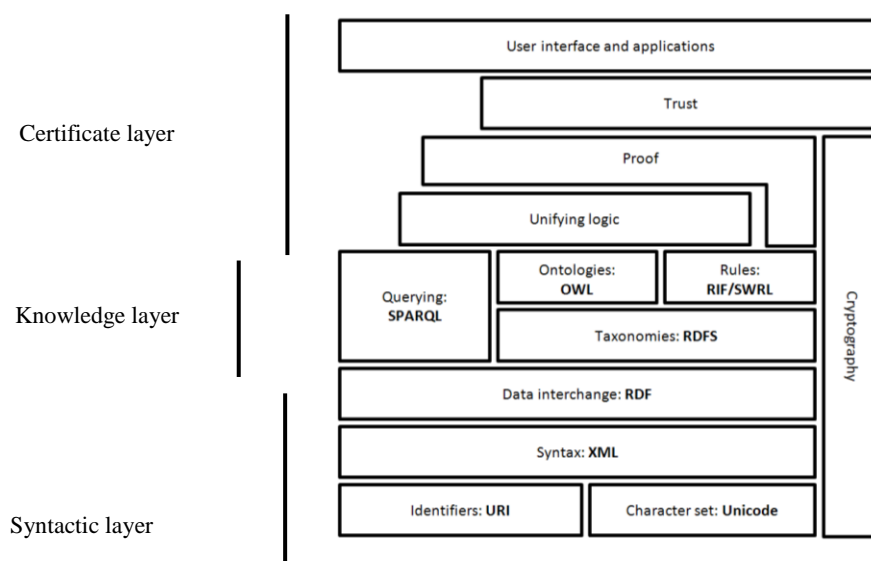 User interface and applications
Trust
Certificate layer
Proof
Unifying logic
Ontologies:
OWL
Rules:
RIF/SWRL
Querying:
SPARQL
Knowledge layer
Taxonomies: RDFS
Cryptography
Data interchange: RDF
Syntax: XML
Identifiers: URI
Character set: Unicode
Syntactic layer